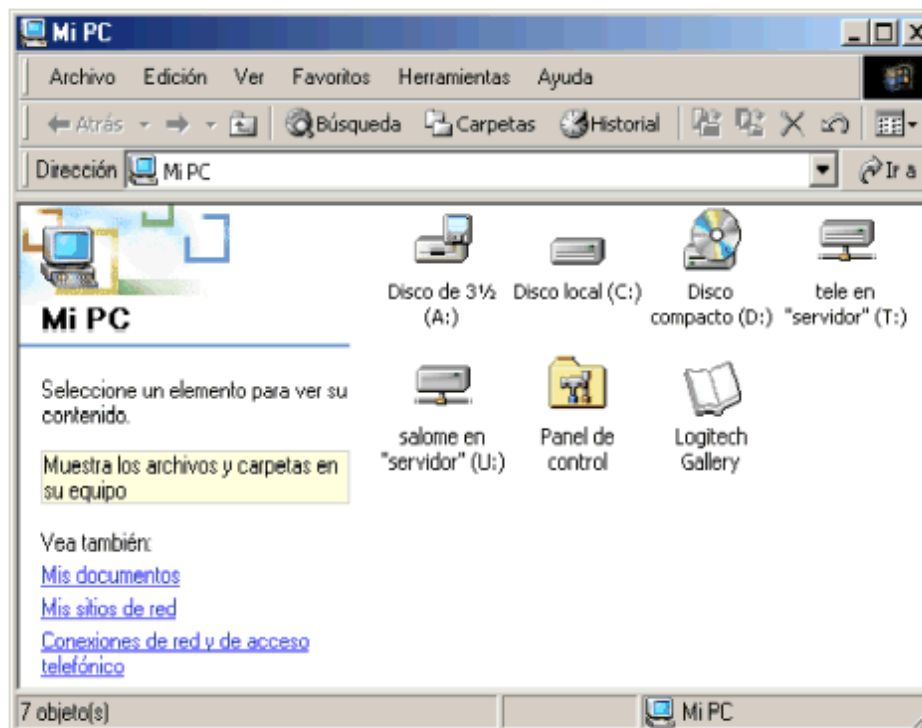 Mi PC
Archivo Edición Ver Favoritos Herramientas Ayuda
Atrás Búsqueda Carpetas Historial
Dirección Mi PC Ir a
Mi PC
Seleccione un elemento para ver su
contenido.
Muestra los archivos y carpetas en
su equipo
Vea también:
Mis documentos
Mis sitios de red
Conexiones de red y de acceso
telefónico
Disco de 3½
(A:)
Disco local (C:)
Disco
compacto (D:)
tele en
"servidor" (T:)
salome en
"servidor" (U:)
Panel de
control
Logitech
Gallery
7 objeto(s) Mi PC